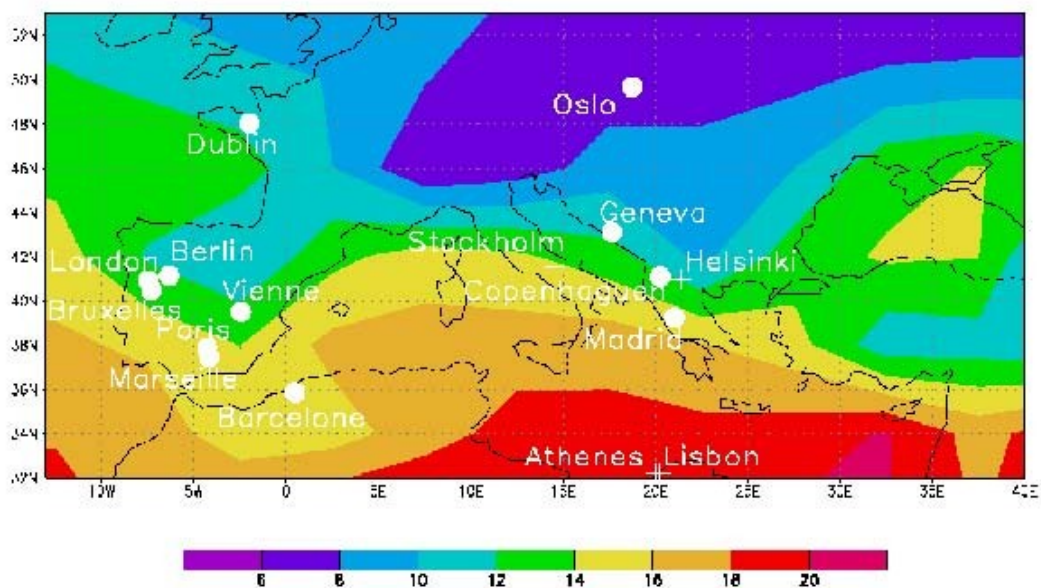 52N
50N
Oslo
48N
Dublin
46N
44N
Geneva
Stockholm
42N
Berlin
London
Helsinki
Vienne
Copenhaguen
40N
Bruxelles
Paris
Madrid
38N
Marseille
36N
Barcelone
34N
Athenes Lisbon
32N
10W 5W 0 5E 10E 15E 20E 25E 30E 35E 40E
6 8 10 12 14 16 18 20